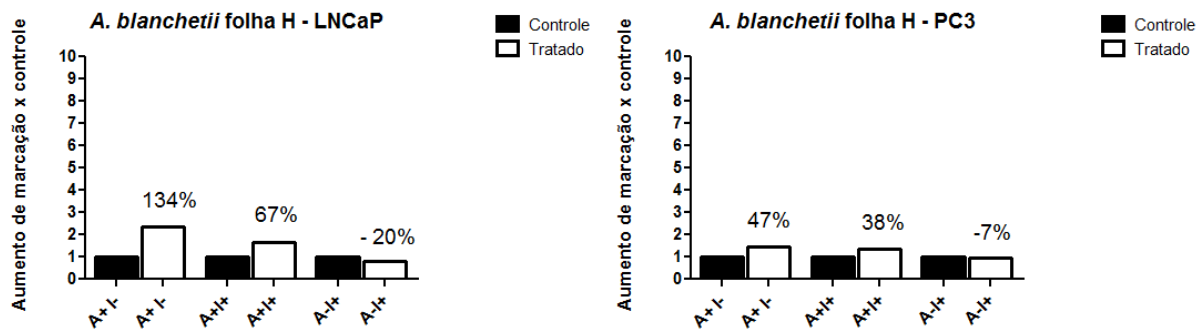 A. blanchetii folha H - LNCaP
Controle
Tratado
Aumento de marcação x controle
10
9
8
7
6
5
4
3
2
1
0
134%
67%
- 20%
A+ I-
A+ I-
A+I+
A+I+
A-I+
A-I+
A. blanchetii folha H - PC3
Controle
Tratado
Aumento de marcação x controle
10
9
8
7
6
5
4
3
2
1
0
47%
38%
-7%
A+ I-
A+ I-
A+I+
A+I+
A-I+
A-I+